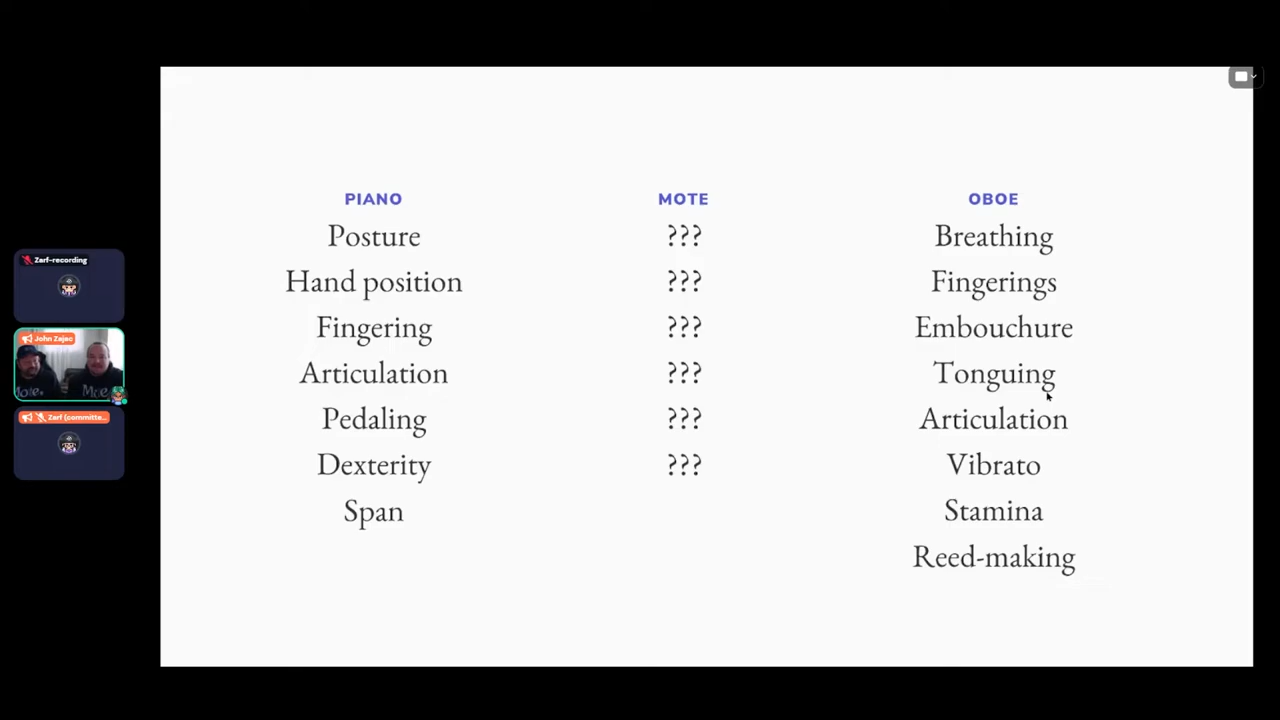 Zarf-recording
John Zajac
Zarf (committe...
PIANO
Posture
Hand position
Fingering
Articulation
Pedaling
Dexterity
Span
MOTE
???
???
???
???
???
???
OBOE
Breathing
Fingerings
Embouchure
Tonguing
Articulation
Vibrato
Stamina
Reed-making